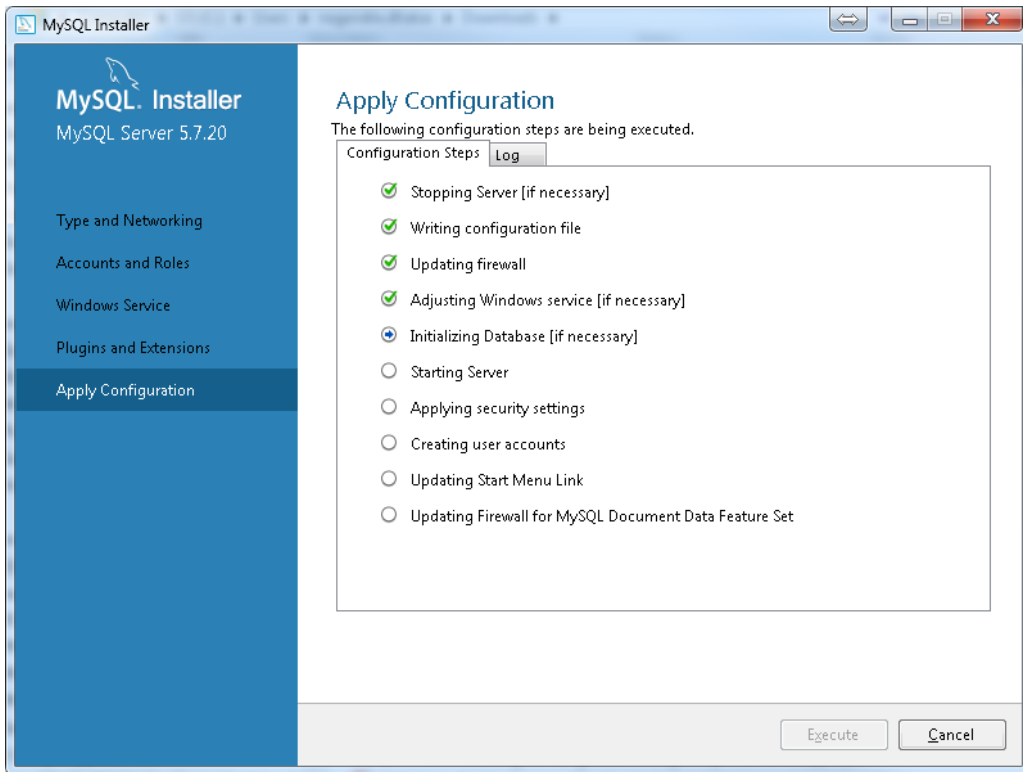 MySQL Installer
MySQL. Installer
MySQL Server 5.7.20
Type and Networking
Accounts and Roles
Windows Service
Plugins and Extensions
Apply Configuration
Apply Configuration
The following configuration steps are being executed.
Configuration Steps Log
Stopping Server [if necessary]
Writing configuration file
Updating firewall
Adjusting Windows service [if necessary]
Initializing Database [if necessary]
Starting Server
Applying security settings
Creating user accounts
Updating Start Menu Link
Updating Firewall for MySQL Document Data Feature Set
Execute Cancel